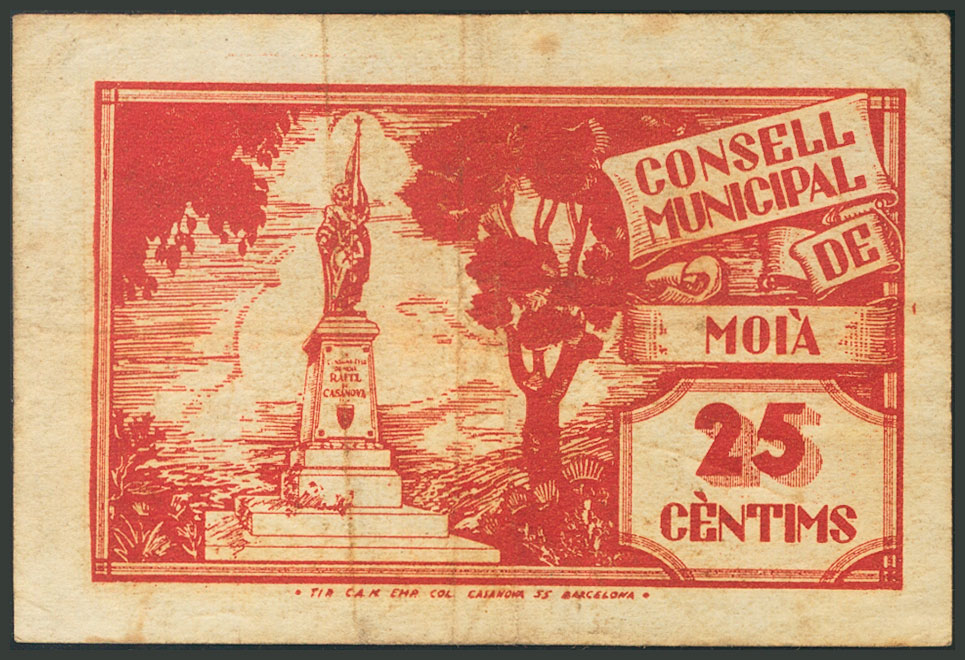 CONSELL
MUNICIPAL
DE
MOIÀ
25
CÈNTIMS
RAFEL
CASANOVA
• TIP C.A.M EMP. COL. CASANOVA 55 BARCELONA •